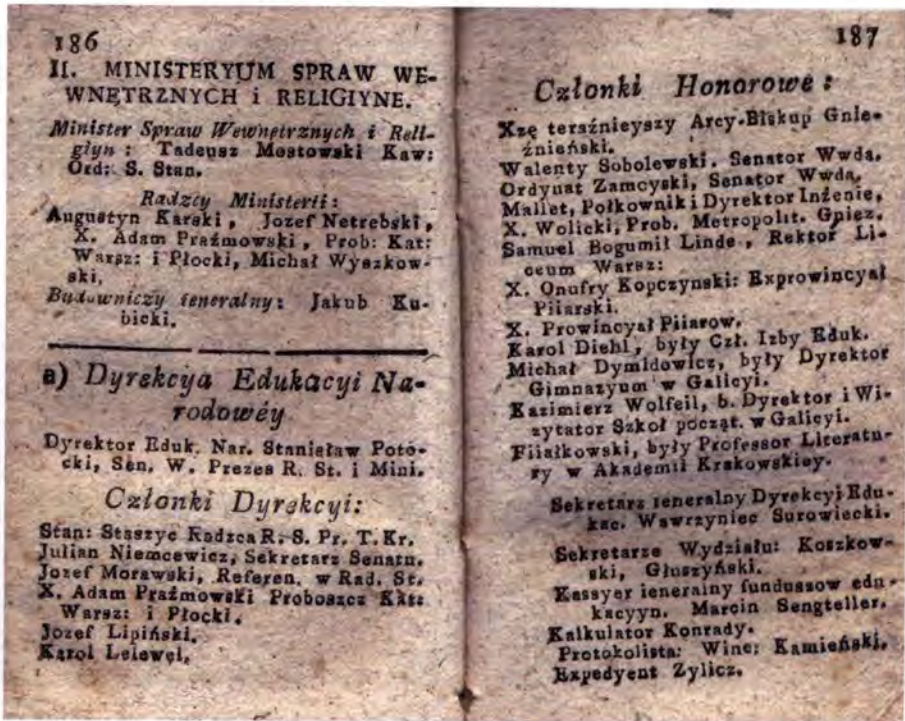 186
II. MINISTERYUM SPRAW WE-
WNĘTRZNYCH i RELIGIYNE.
Minister Spraw Wewnętrznych i Reli-
giyn: Tadeusz Mostowski Kaw:
Ord: S. Stan.
Radzcy Ministerii:
Augustyn Karski, Jozef Netrebski,
X. Adam Prażmowski, Prob: Kat:
Warsz: i Płocki, Michał Wyszkow-
ski,
Budowniczy ieneralny: Jakub Ku-
bicki.
a) Dyrekcya Edukacyi Na-
rodowéy
Dyrektor Eduk. Nar. Stanisław Poto-
cki, Sen. W. Prezes R. St. i Mini.
Członki Dyrekcyi:
Stan: Staszyc Radzca R. S. Pr. T. Kr.
Julian Niemcewicz, Sekretarz Senatu.
Jozef Morawski, Referen. w Rad. St.
X. Adam Prażmowski Proboszcz Kat:
Warsz: i Płocki.
Jozef Lipiński.
Karol Lelewel.
187
Członki Honorowe:
Xzę teraźnieyszy Arcy-Biskup Gnie-
źnieński.
Walenty Sobolewski. Senator Wwda.
Ordynat Zamoyski, Senator Wwda.
Mallet, Połkownik i Dyrektor Inżenie.
X. Wolicki, Prob. Metropolit. Gniez.
Samuel Bogumił Linde, Rektor Li-
ceum Warsz:
X. Onufry Kopczynski: Exprowincyał
Piiarski.
X. Prowincyał Piiarow.
Karol Diehl, były Czł. Izby Eduk.
Michał Dymidowicz, były Dyrektor
Gimnazyum w Galicyi.
Kazimierz Wolfeil, b. Dyrektor i Wi-
zytator Szkoł począt. w Galicyi.
Fiiałkowski, były Professor Literatu-
ry w Akademii Krakowskiey.
Sekretarz ieneralny Dyrekcyi Edu-
kac. Wawrzyniec Surowiecki.
Sekretarze Wydziału: Koszkow-
ski, Głuszyński.
Kassyer ieneralny funduszow edu-
kacyyn. Marcin Sengteller.
Kalkulator Konrady.
Protokolista: Winc: Kamieński.
Expedyent Zylicz.